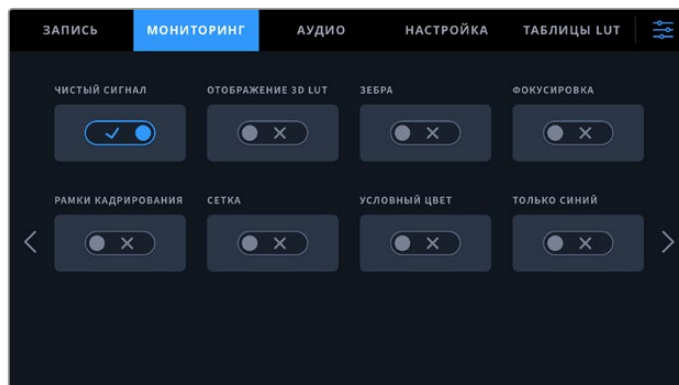 ЗАПИСЬ МОНИТОРИНГ АУДИО НАСТРОЙКА ТАБЛИЦЫ LUT
ЧИСТЫЙ СИГНАЛ ОТОБРАЖЕНИЕ 3D LUT ЗЕБРА ФОКУСИРОВКА
РАМКИ КАДРИРОВАНИЯ СЕТКА УСЛОВНЫЙ ЦВЕТ ТОЛЬКО СИНИЙ